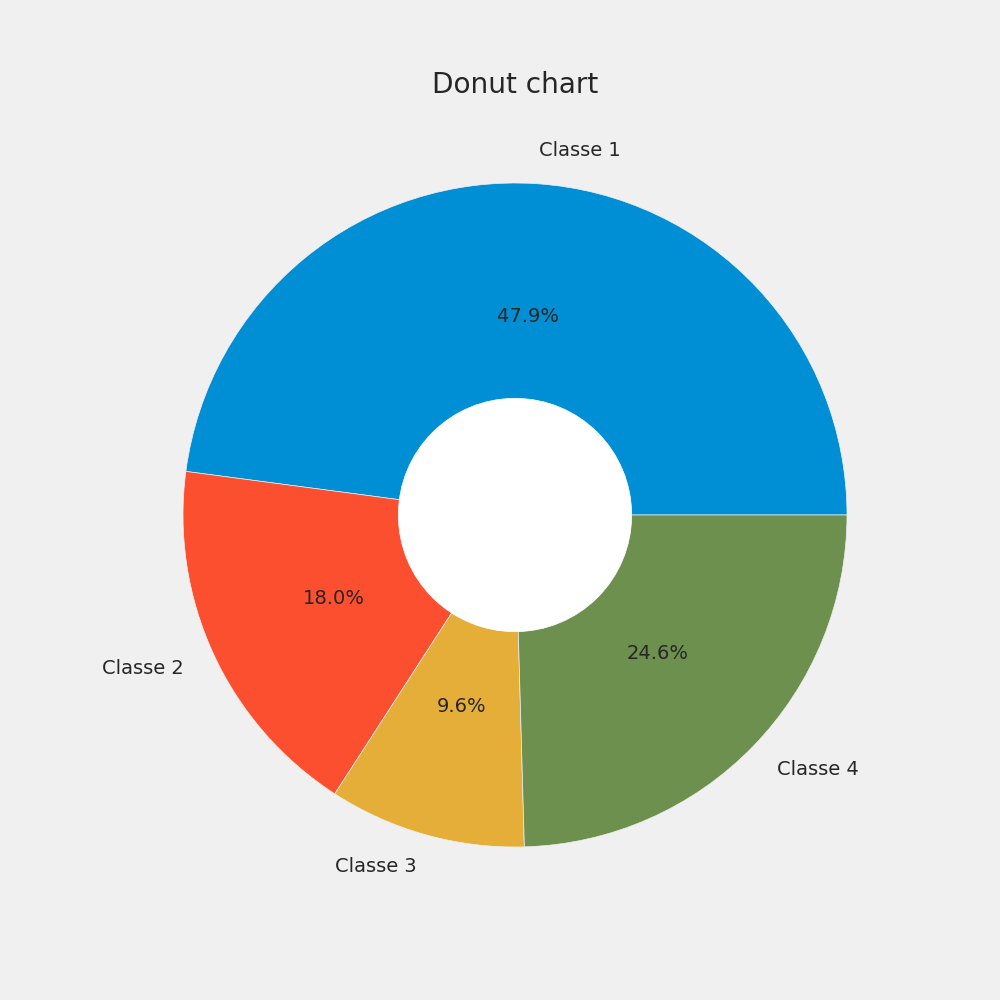 Donut chart
Classe 1
47.9%
18.0%
24.6%
Classe 2
9.6%
Classe 4
Classe 3